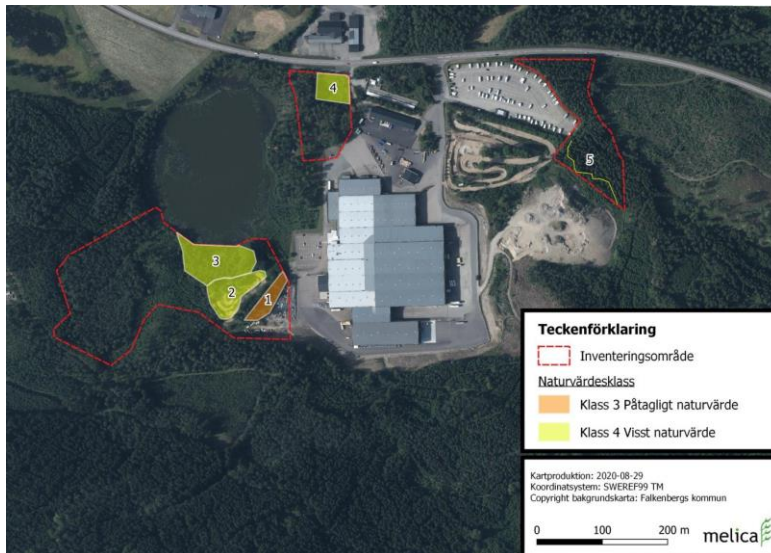 4
5
3
2
1
Teckenförklaring
Inventeringsområde
Naturvärdesklass
Klass 3 Påtagligt naturvärde
Klass 4 Visst naturvärde
Kartproduktion: 2020-08-29
Koordinatsystem: SWEREF99 TM
Copyright bakgrundskarta: Falkenbergs kommun
0 100 200 m
melica